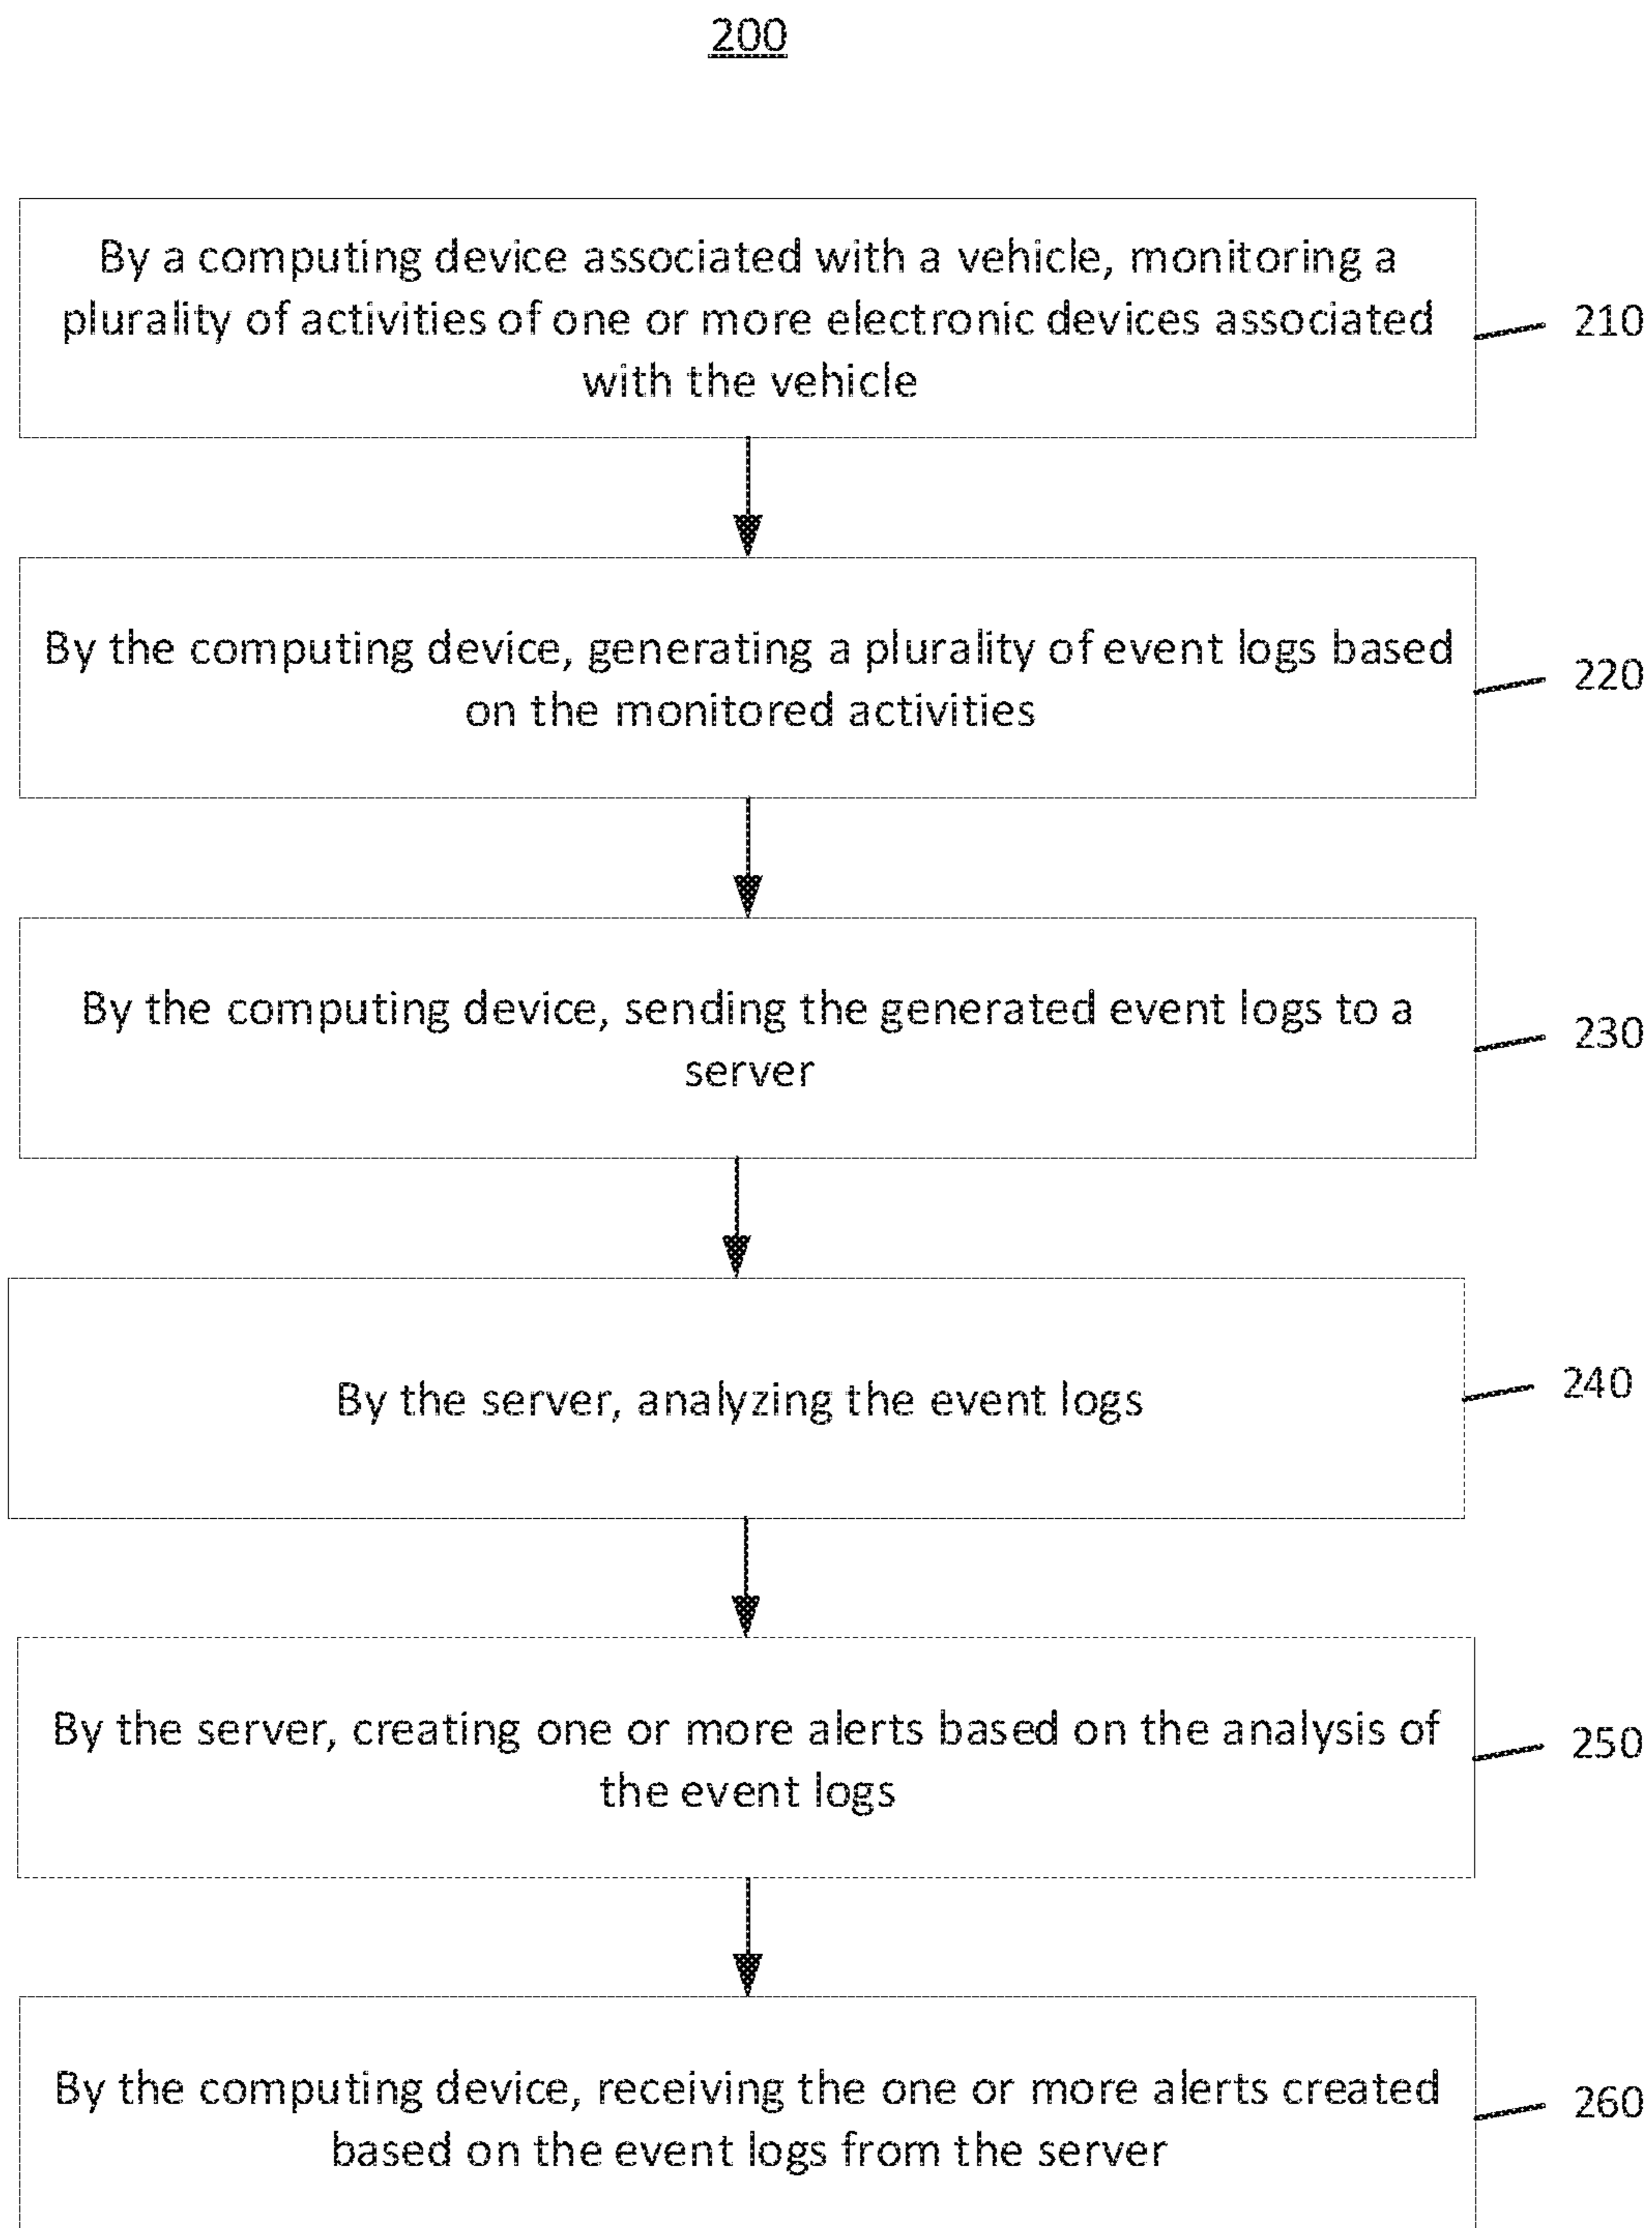 200
By a computing device associated with a vehicle, monitoring a
plurality of activities of one or more electronic devices associated
with the vehicle
210
By the computing device, generating a plurality of event logs based
on the monitored activities
220
By the computing device, sending the generated event logs to a
server
230
By the server, analyzing the event logs
240
By the server, creating one or more alerts based on the analysis of
the event logs
250
By the computing device, receiving the one or more alerts created
based on the event logs from the server
260